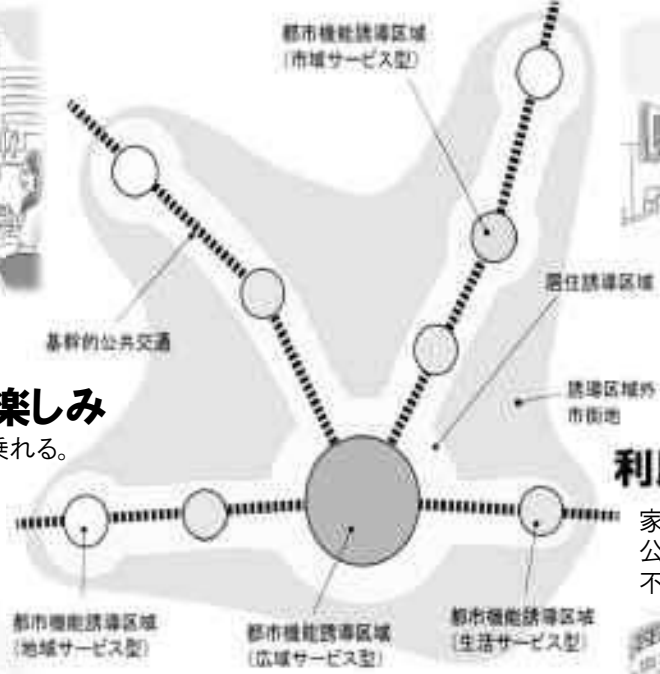 都市機能誘導区域
(市域サービス型)
居住誘導区域
基幹的公共交通
誘導区域外
市街地
楽しみ
乗れる。
家
公
不
都市機能誘導区域
(地域サービス型)
都市機能誘導区域
(広域サービス型)
都市機能誘導区域
(生活サービス型)